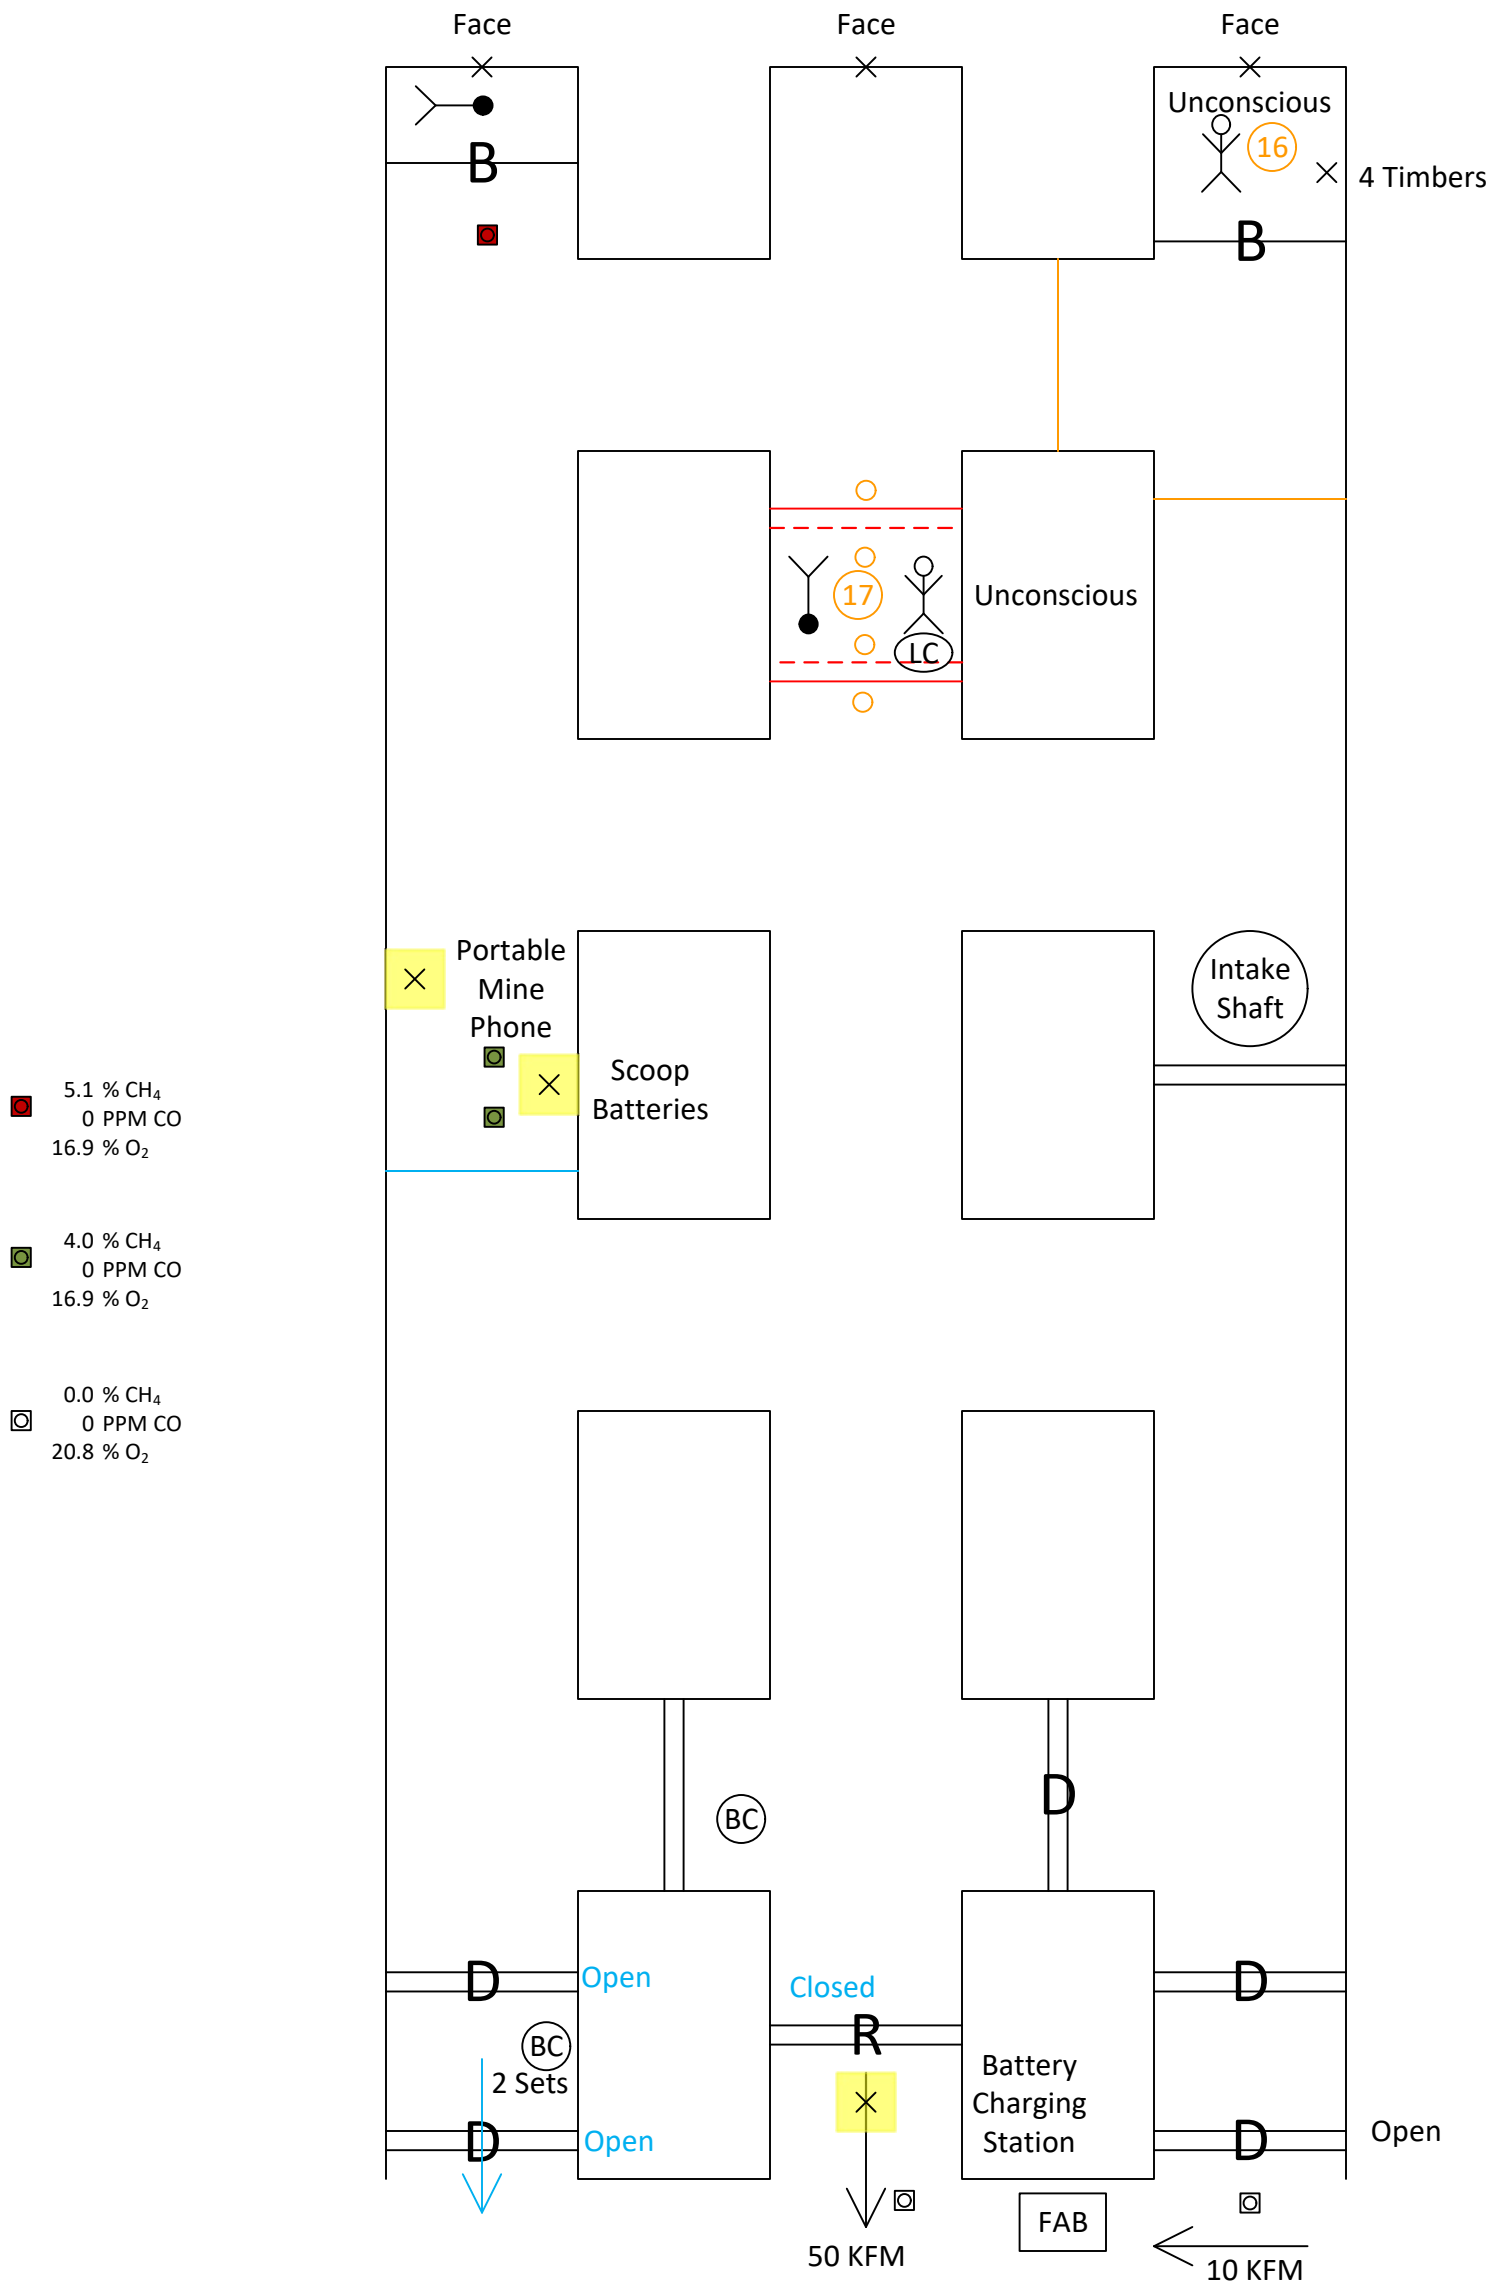 Face
Face
Face
Unconscious
16
B
4 Timbers
B
17
Unconscious
LC
Portable
Mine
Phone
Intake
Shaft
Scoop
Batteries
5.1 % CH₄
0 PPM CO
16.9 % O₂
4.0 % CH₄
0 PPM CO
16.9 % O₂
0.0 % CH₄
0 PPM CO
20.8 % O₂
D
BC
D
Open
Closed
D
R
BC
2 Sets
Battery
Charging
Station
D
Open
D
Open
FAB
50 KFM
10 KFM